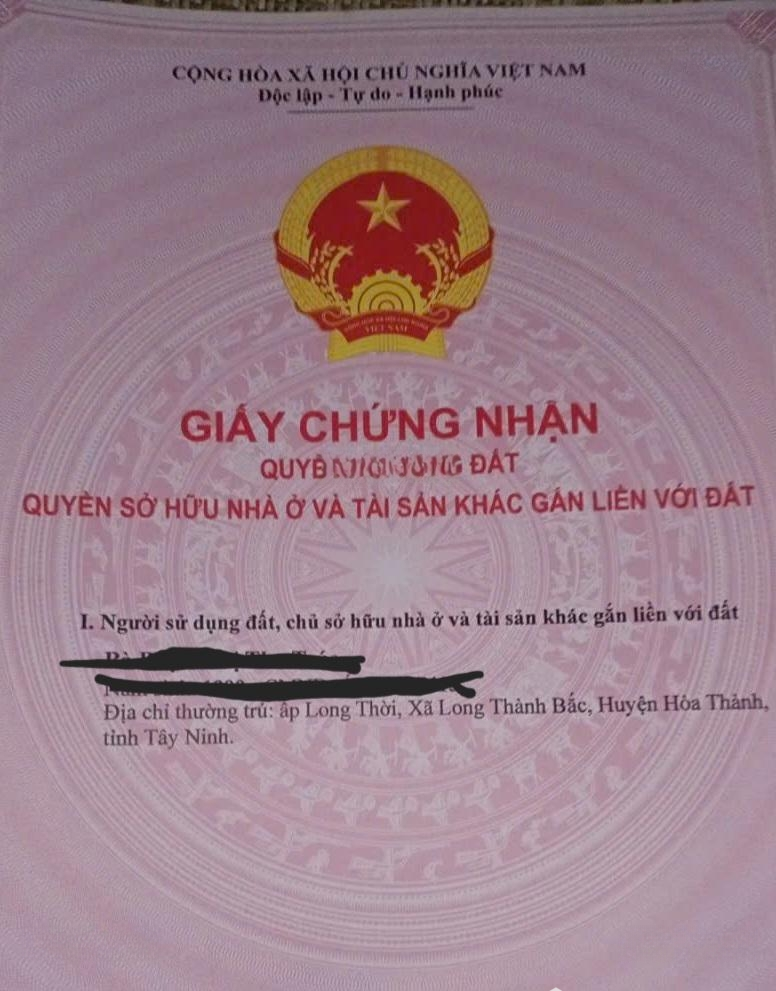 CỘNG HÒA XÃ HỘI CHỦ NGHĨA VIỆT NAM
Độc lập - Tự do - Hạnh phúc
VIỆT NAM
GIẤY CHỨNG NHẬN
ĐẤT
QUYỀN SỞ HỮU NHÀ Ở VÀ TÀI SẢN KHÁC GẮN LIỀN VỚI ĐẤT
I. Người sử dụng đất, chủ sở hữu nhà ở và tài sản khác gắn liền với đất
Địa chỉ thường trú: ấp Long Thời, Xã Long Thành Bắc, Huyện Hòa Thành,
tỉnh Tây Ninh.